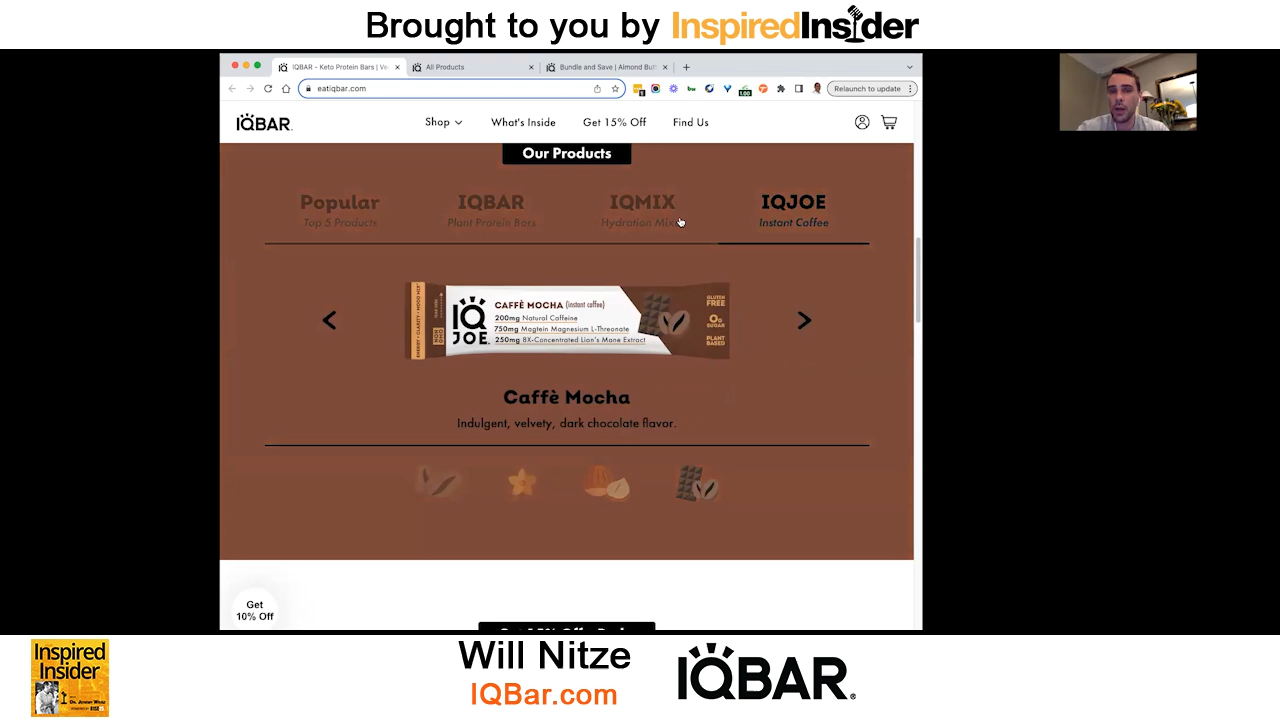 Brought to you by InspiredInsider
IQBAR - Keto Protein Bars | Ve
All Products
Bundle and Save | Almond But
eatiqbar.com
Relaunch to update
IQBAR
Shop
What's Inside
Get 15% Off
Find Us
Our Products
Popular
Top 5 Products
IQBAR
Plant Protein Bars
IQMIX
Hydration Mix
IQJOE
Instant Coffee
IQ JOE
CAFFÈ MOCHA (instant coffee)
200mg Natural Caffeine
750mg Magtein Magnesium L-Threonate
250mg 8X-Concentrated Lion's Mane Extract
GLUTEN FREE
0g SUGAR
PLANT BASED
Caffè Mocha
Indulgent, velvety, dark chocolate flavor.
Get
10% Off
Inspired
Insider
Will Nitze
IQBar.com
IQBAR®